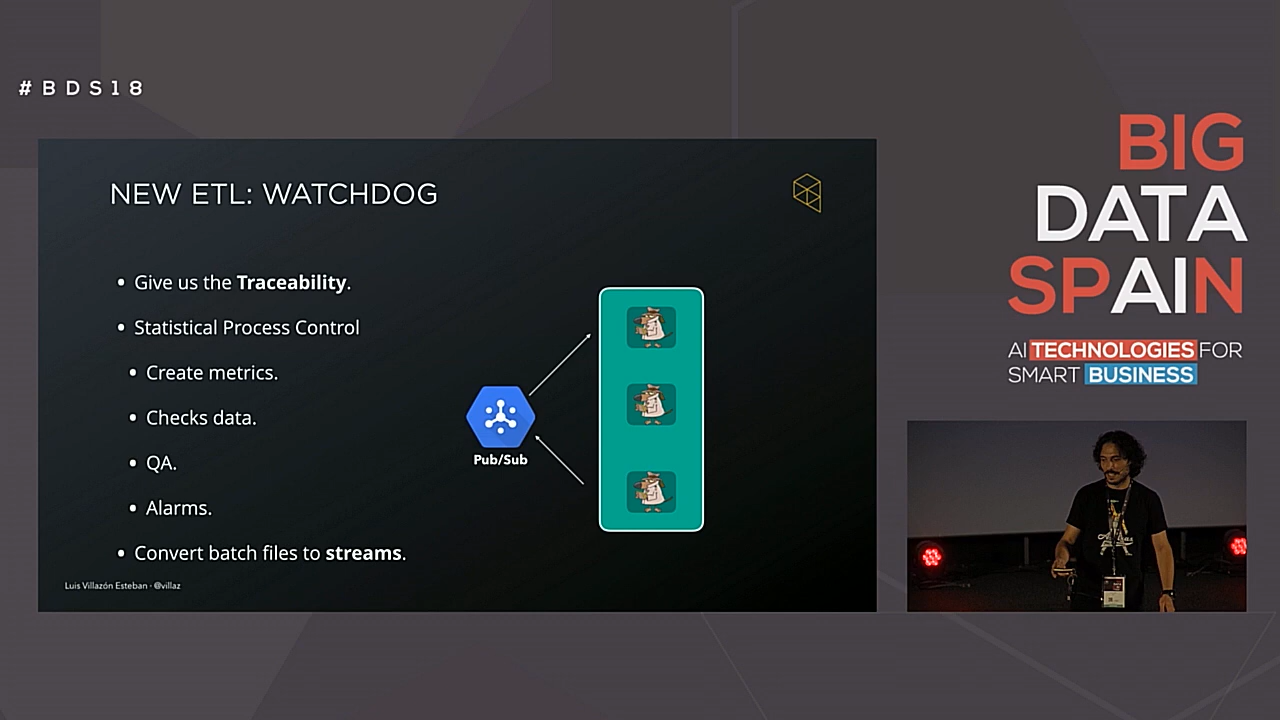 #BDS18
NEW ETL: WATCHDOG
• Give us the Traceability.
• Statistical Process Control
• Create metrics.
• Checks data.
• QA.
• Alarms.
• Convert batch files to streams.
Pub/Sub
Luis Villazón Esteban · @villaz
BIG
DATA
SPAIN
AI TECHNOLOGIES FOR
SMART BUSINESS